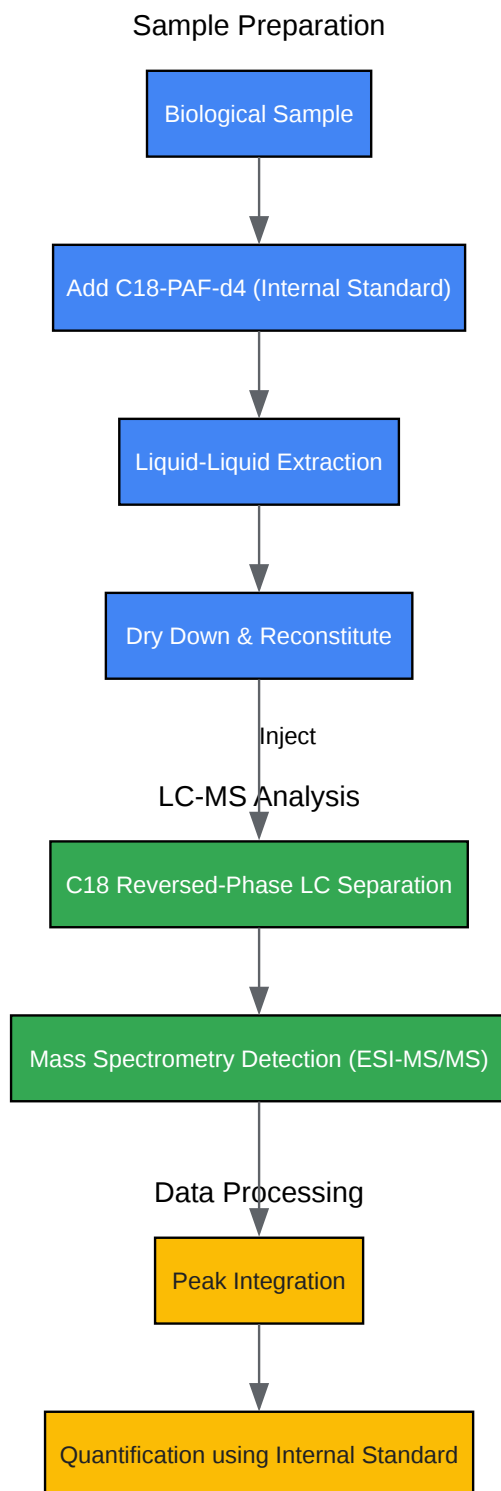 Sample Preparation
Biological Sample
Add C18-PAF-d4 (Internal Standard)
Liquid-Liquid Extraction
Dry Down & Reconstitute
Inject
LC-MS Analysis
C18 Reversed-Phase LC Separation
Mass Spectrometry Detection (ESI-MS/MS)
Data Processing
Peak Integration
Quantification using Internal Standard